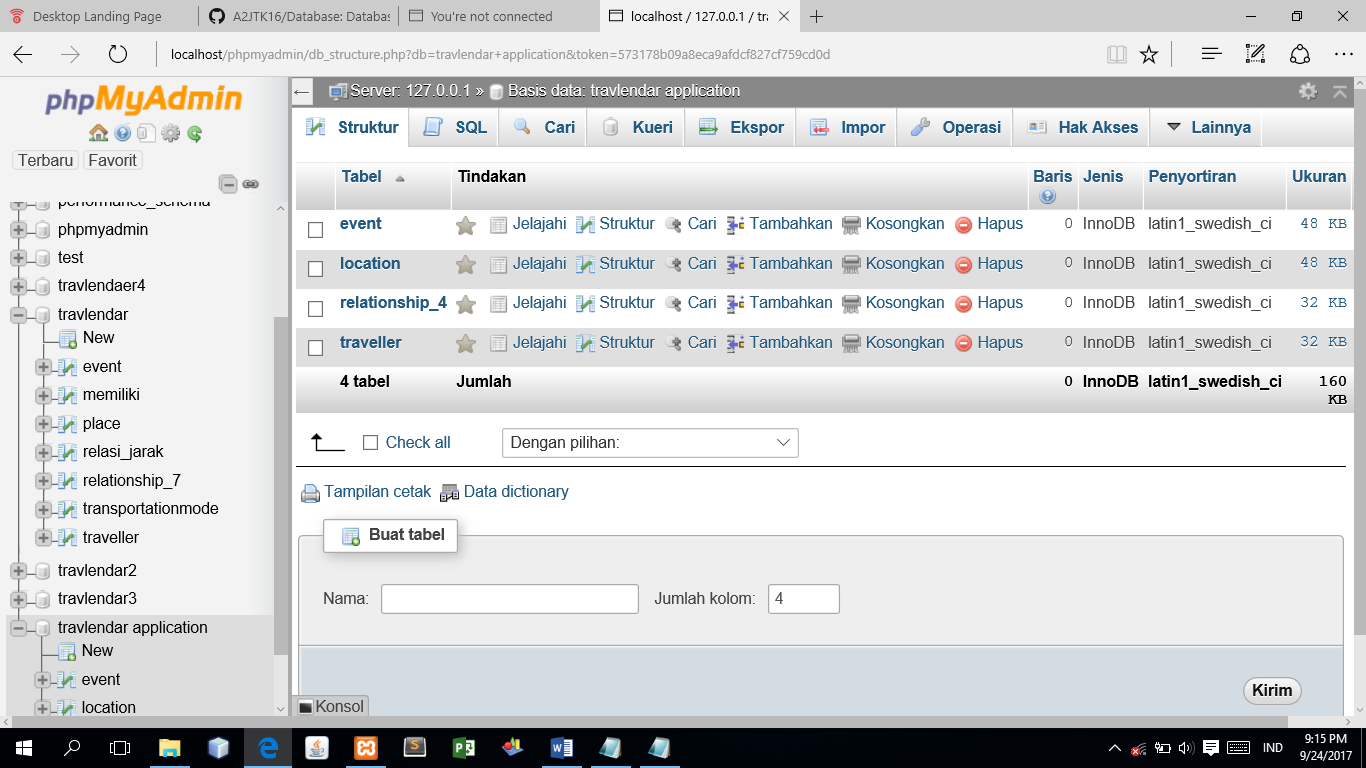 Desktop Landing Page
A2JTK16/Database: Databas
You're not connected
localhost / 127.0.0.1 / tra
localhost/phpmyadmin/db_structure.php?db=travlendar+application&token=573178b09a8eca9afdcf827cf759cd0d
phpMyAdmin
Terbaru
Favorit
performance_schema
phpmyadmin
test
travlendaer4
travlendar
New
event
memiliki
place
relasi_jarak
relationship_7
transportationmode
traveller
travlendar2
travlendar3
travlendar application
New
event
location
Server: 127.0.0.1 » Basis data: travlendar application
Struktur SQL Cari Kueri Ekspor Impor Operasi Hak Akses Lainnya
Tabel Tindakan Baris Jenis Penyortiran Ukuran
event Jelajahi Struktur Cari Tambahkan Kosongkan Hapus 0 InnoDB latin1_swedish_ci 48 KB
location Jelajahi Struktur Cari Tambahkan Kosongkan Hapus 0 InnoDB latin1_swedish_ci 48 KB
relationship_4 Jelajahi Struktur Cari Tambahkan Kosongkan Hapus 0 InnoDB latin1_swedish_ci 32 KB
traveller Jelajahi Struktur Cari Tambahkan Kosongkan Hapus 0 InnoDB latin1_swedish_ci 32 KB
4 tabel Jumlah 0 InnoDB latin1_swedish_ci 160
KB
Check all Dengan pilihan:
Tampilan cetak Data dictionary
Buat tabel
Nama: Jumlah kolom: 4
Kirim
Konsol
IND
9:15 PM
9/24/2017